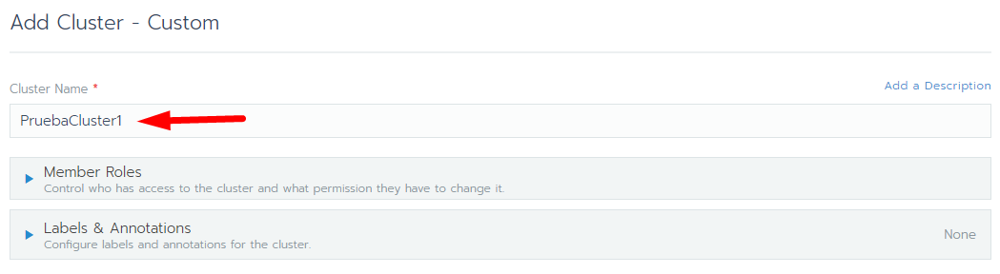 Add Cluster - Custom
Cluster Name *
Add a Description
PruebaCluster1
Member Roles
Control who has access to the cluster and what permission they have to change it.
Labels & Annotations
None
Configure labels and annotations for the cluster.